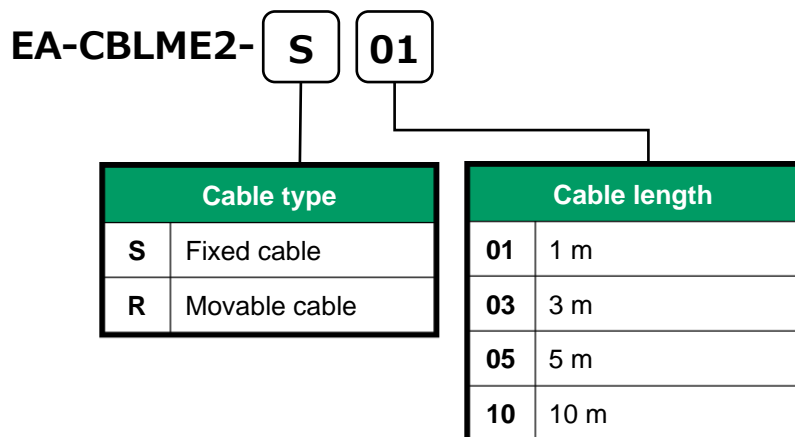 EA-CBLME2- S 01
Cable type
S Fixed cable
R Movable cable
Cable length
01 1 m
03 3 m
05 5 m
10 10 m